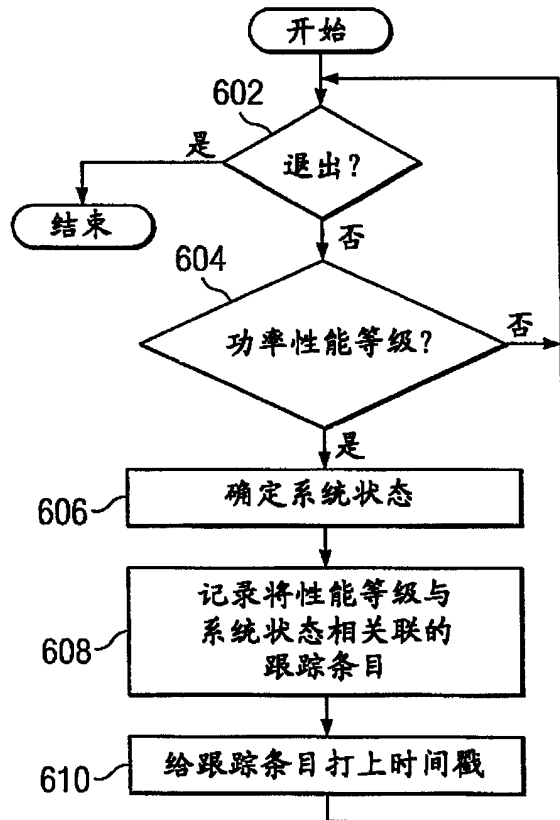 开始
602
是
退出？
结束
否
604
功率性能等级？
否
是
606
确定系统状态
608
记录将性能等级与
系统状态相关联的
跟踪条目
610
给跟踪条目打上时间戳